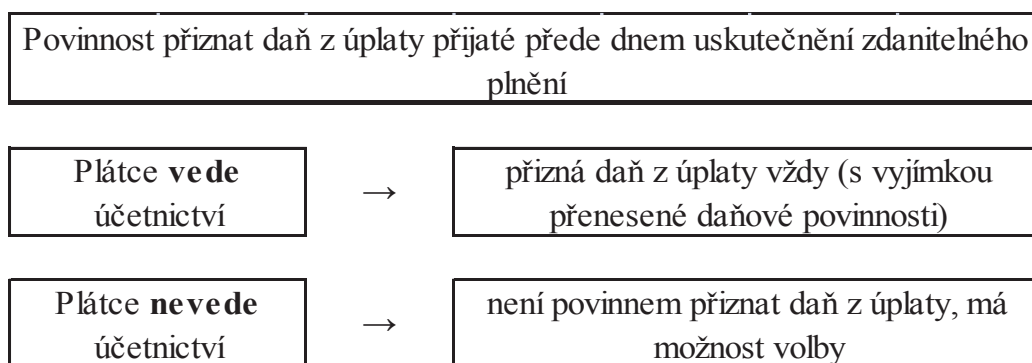 Povinnost přiznat daň z úplaty přijaté přede dnem uskutečnění zdanitelného
plnění
Plátce vede
účetnictví
→
přizná daň z úplaty vždy (s vyjímkou
přenesené daňové povinnosti)
Plátce nevede
účetnictví
→
není povinnem přiznat daň z úplaty, má
možnost volby